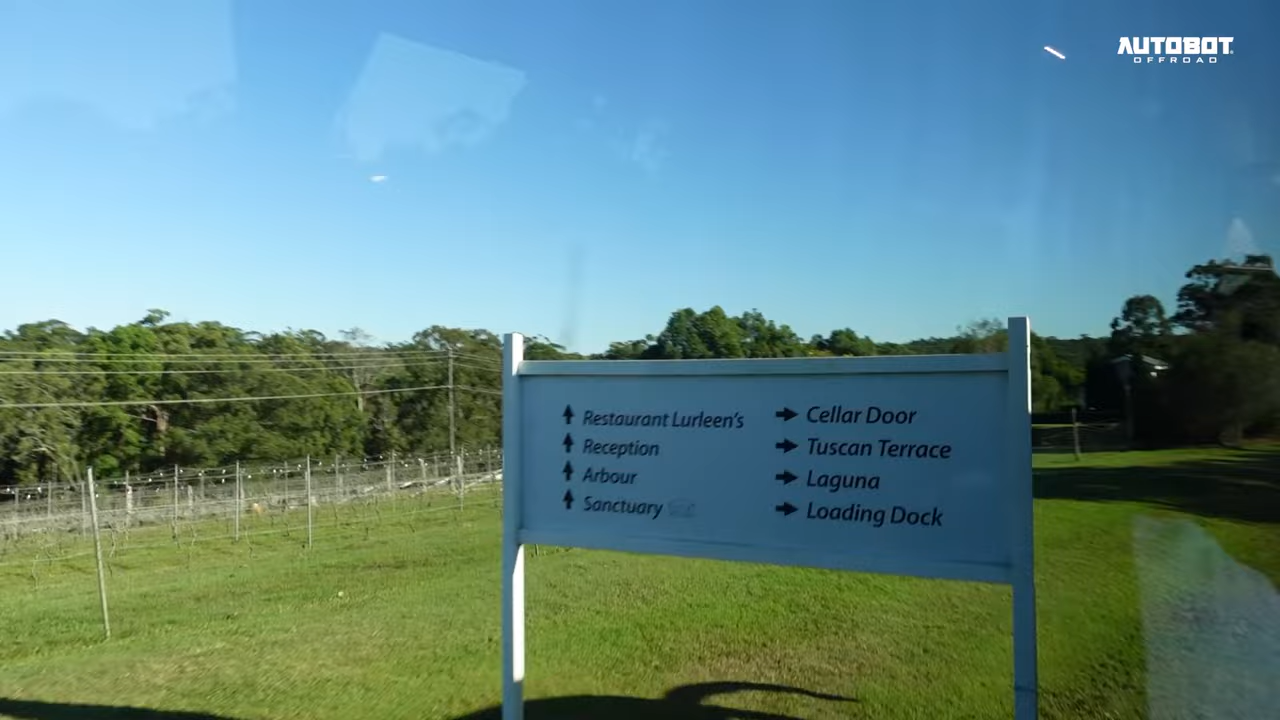 AUTOBOT
OFFROAD
Restaurant Lurleen's
Reception
Arbour
Sanctuary
Cellar Door
Tuscan Terrace
Laguna
Loading Dock